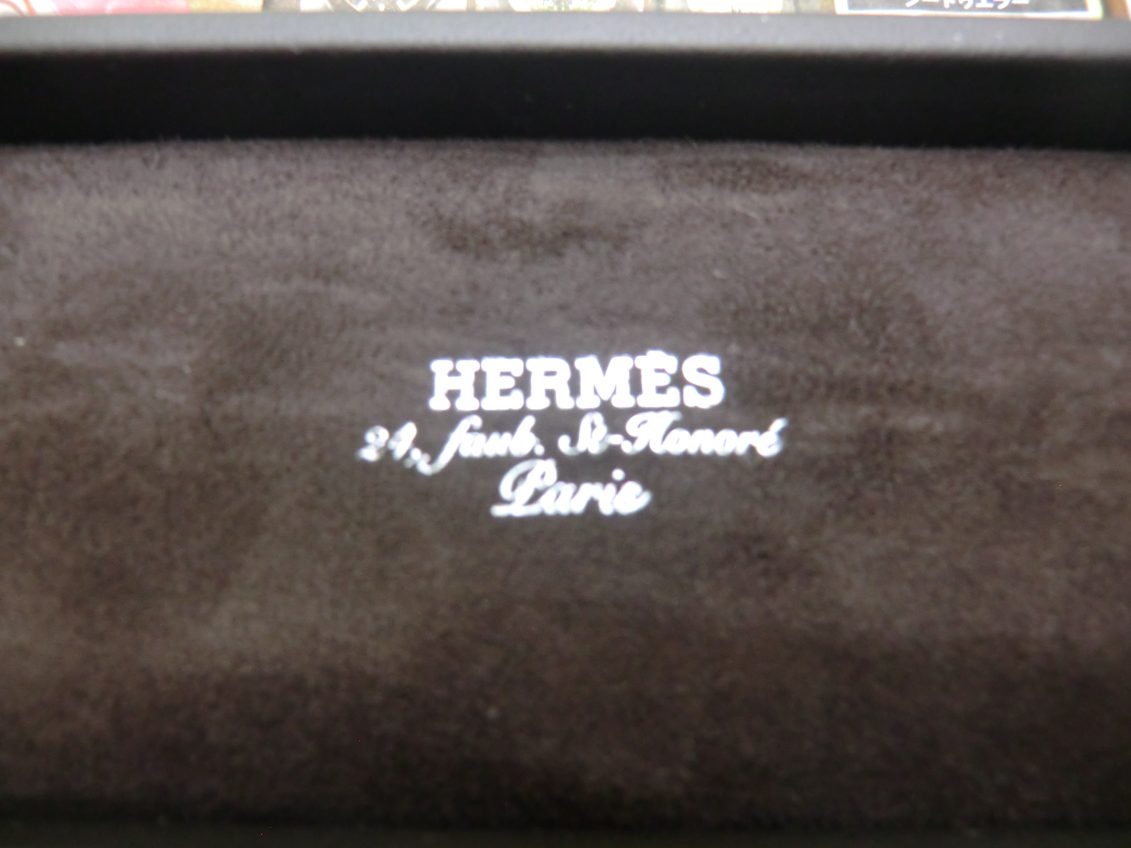 HERMÈS
24, faub. St-Honoré
Paris